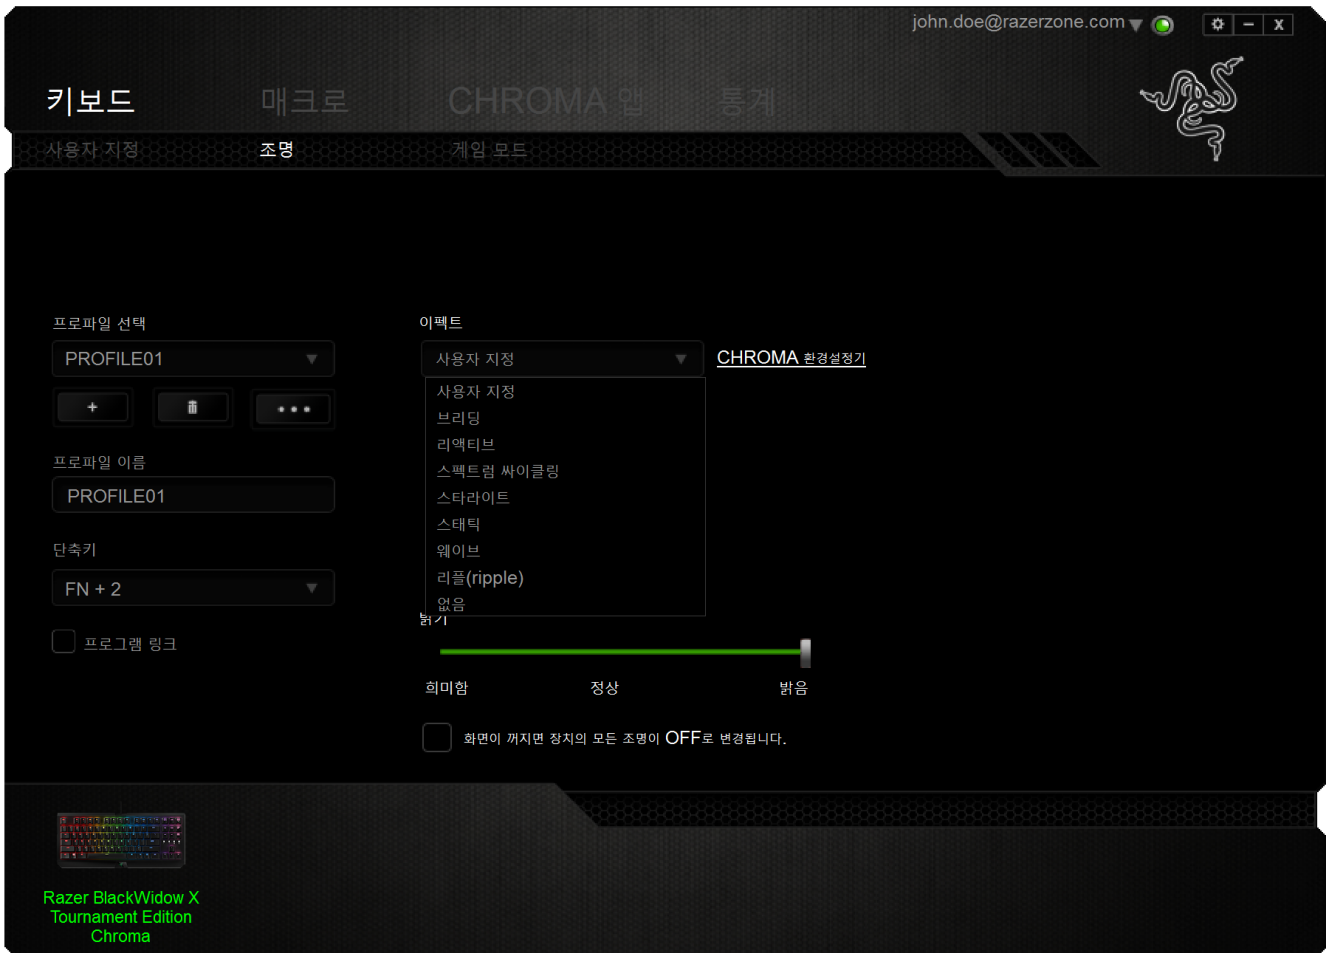 john.doe@razerzone.com
키보드 매크로 CHROMA 앱 통계
사용자 지정 조명 게임 모드
프로파일 선택
PROFILE01
프로파일 이름
PROFILE01
단축키
FN + 2
프로그램 링크
이펙트
사용자 지정
CHROMA 환경설정기
사용자 지정
브리딩
리액티브
스펙트럼 싸이클링
스타라이트
스태틱
웨이브
리플(ripple)
없음
밝기
희미함 정상 밝음
화면이 꺼지면 장치의 모든 조명이 OFF로 변경됩니다.
Razer BlackWidow X
Tournament Edition
Chroma